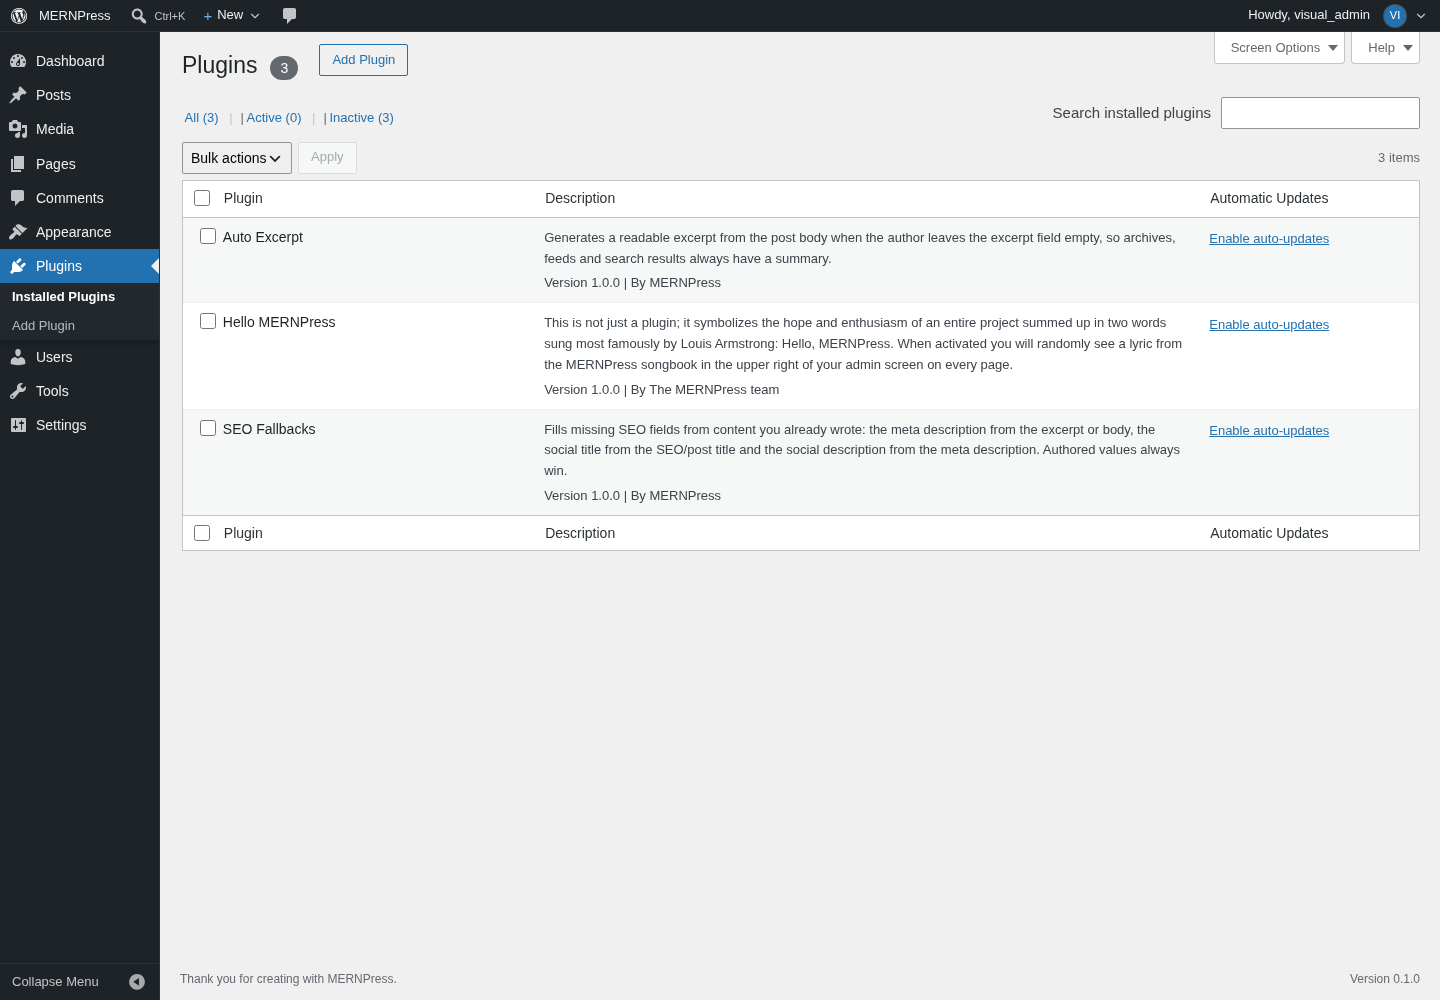 MERNPress
Ctrl+K
+ New
Howdy, visual_admin
VI
Dashboard
Posts
Media
Pages
Comments
Appearance
Plugins
Installed Plugins
Add Plugin
Users
Tools
Settings
Collapse Menu
Screen Options
Help
Plugins 3
Add Plugin
All (3) | | Active (0) | | Inactive (3)
Search installed plugins
Bulk actions
Apply
3 items
Plugin Description Automatic Updates
Auto Excerpt
Generates a readable excerpt from the post body when the author leaves the excerpt field empty, so archives,
feeds and search results always have a summary.
Version 1.0.0 | By MERNPress
Enable auto-updates
Hello MERNPress
This is not just a plugin; it symbolizes the hope and enthusiasm of an entire project summed up in two words
sung most famously by Louis Armstrong: Hello, MERNPress. When activated you will randomly see a lyric from
the MERNPress songbook in the upper right of your admin screen on every page.
Version 1.0.0 | By The MERNPress team
Enable auto-updates
SEO Fallbacks
Fills missing SEO fields from content you already wrote: the meta description from the excerpt or body, the
social title from the SEO/post title and the social description from the meta description. Authored values always
win.
Version 1.0.0 | By MERNPress
Enable auto-updates
Plugin Description Automatic Updates
Thank you for creating with MERNPress.
Version 0.1.0